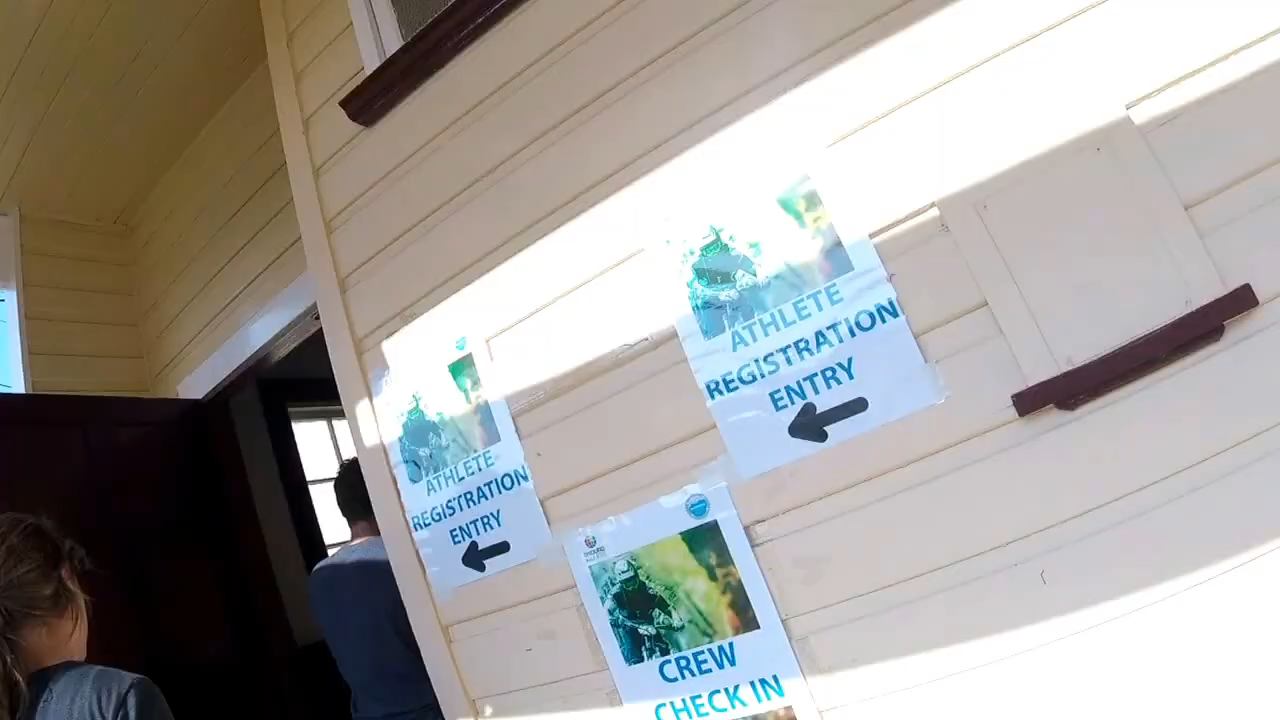 ATHLETE
REGISTRATION
ENTRY
ATHLETE
REGISTRATION
ENTRY
CREW
CHECK IN